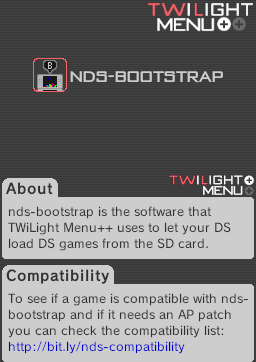 TWiLIGHT
MENU++
B
NDS-BOOTSTRAP
TWiLIGHT
MENU++
About
nds-bootstrap is the software that
TWiLight Menu++ uses to let your DS
load DS games from the SD card.
Compatibility
To see if a game is compatible with nds-
bootstrap and if it needs an AP patch
you can check the compatibility list:
http://bit.ly/nds-compatibility